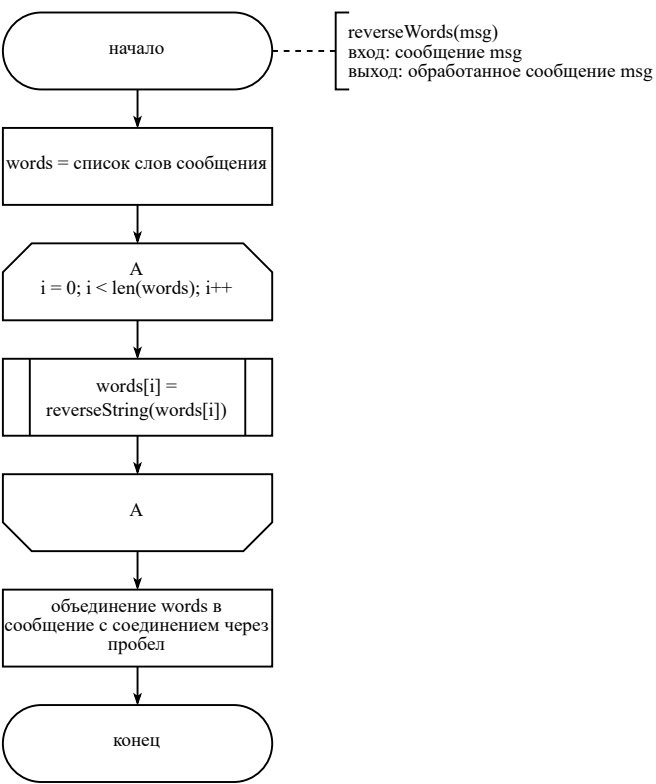 начало
reverseWords(msg)
вход: сообщение msg
выход: обработанное сообщение msg
words = список слов сообщения
A
i = 0; i < len(words); i++
words[i] =
reverseString(words[i])
A
объединение words в
сообщение с соединением через
пробел
конец